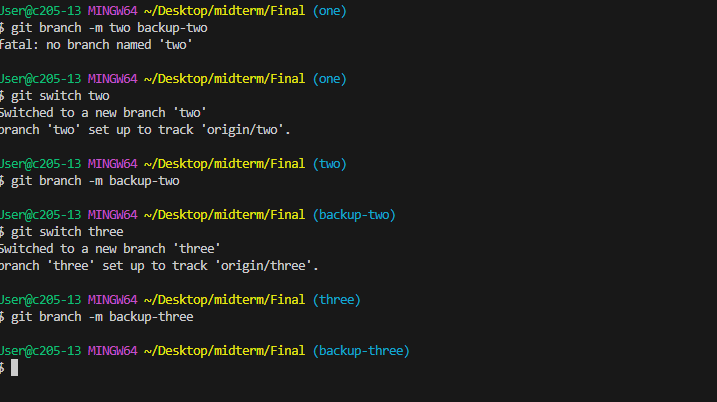 User@c205-13 MINGW64 ~/Desktop/midterm/Final (one)
$ git branch -m two backup-two
fatal: no branch named 'two'
User@c205-13 MINGW64 ~/Desktop/midterm/Final (one)
$ git switch two
Switched to a new branch 'two'
branch 'two' set up to track 'origin/two'.
User@c205-13 MINGW64 ~/Desktop/midterm/Final (two)
$ git branch -m backup-two
User@c205-13 MINGW64 ~/Desktop/midterm/Final (backup-two)
$ git switch three
Switched to a new branch 'three'
branch 'three' set up to track 'origin/three'.
User@c205-13 MINGW64 ~/Desktop/midterm/Final (three)
$ git branch -m backup-three
User@c205-13 MINGW64 ~/Desktop/midterm/Final (backup-three)
$